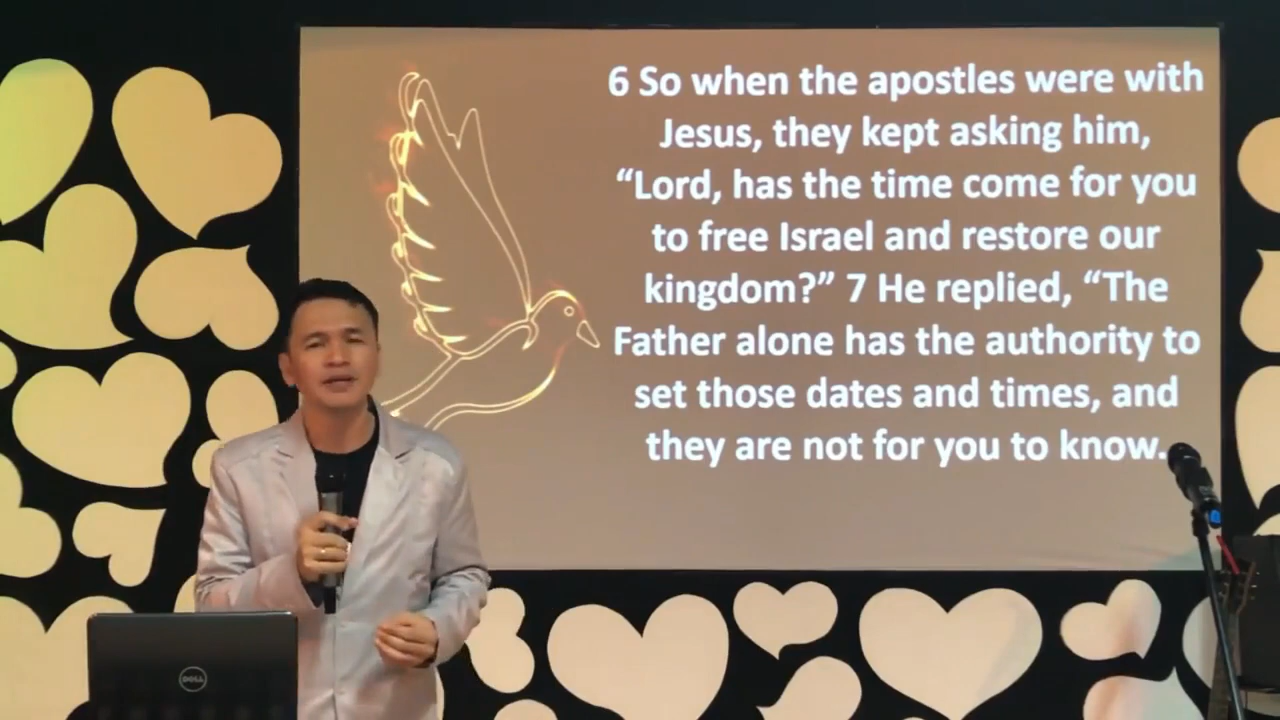 6 So when the apostles were with
Jesus, they kept asking him,
“Lord, has the time come for you
to free Israel and restore our
kingdom?” 7 He replied, “The
Father alone has the authority to
set those dates and times, and
they are not for you to know.
DELL